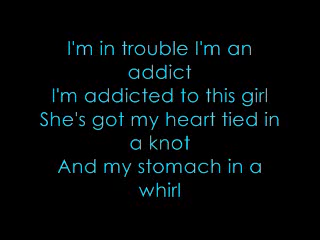 I'm in trouble I'm an
addict
I'm addicted to this girl
She's got my heart tied in
a knot
And my stomach in a
whirl